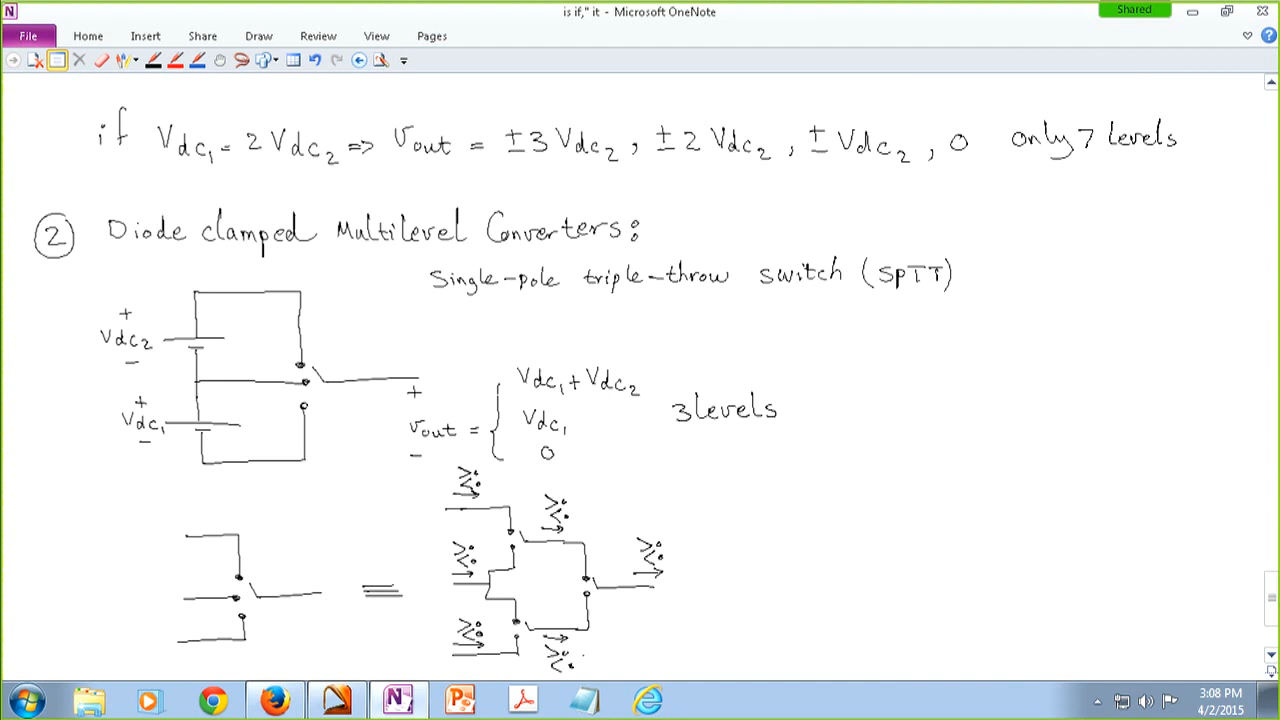 is if," it - Microsoft OneNote
Shared
File Home Insert Share Draw Review View Pages
if Vdc1 = 2 Vdc2 => Vout = ±3 Vdc2, ±2 Vdc2, ±Vdc2, 0 only 7 levels
2 Diode clamped Multilevel Converters:
Single-pole triple-throw switch (SPTT)
+
Vdc2
-
+
Vdc1
-
+
Vout =
-
Vdc1 + Vdc2
Vdc1
0
3 levels
≡
3:08 PM
4/2/2015